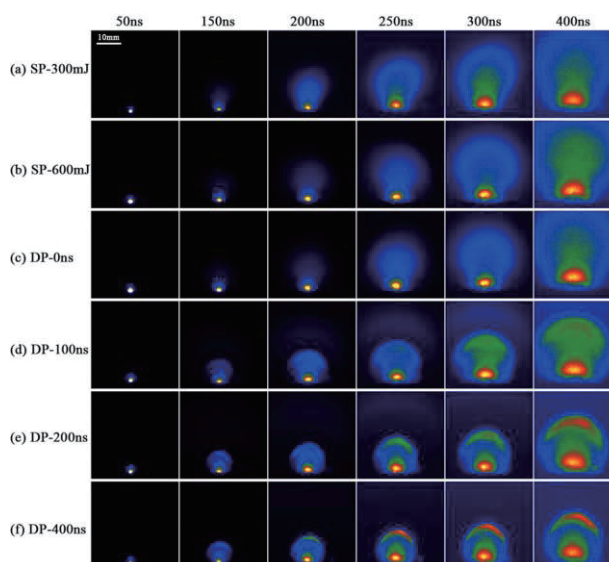 50ns 150ns 200ns 250ns 300ns 400ns
10mm
(a) SP-300mJ
(b) SP-600mJ
(c) DP-0ns
(d) DP-100ns
(e) DP-200ns
(f) DP-400ns